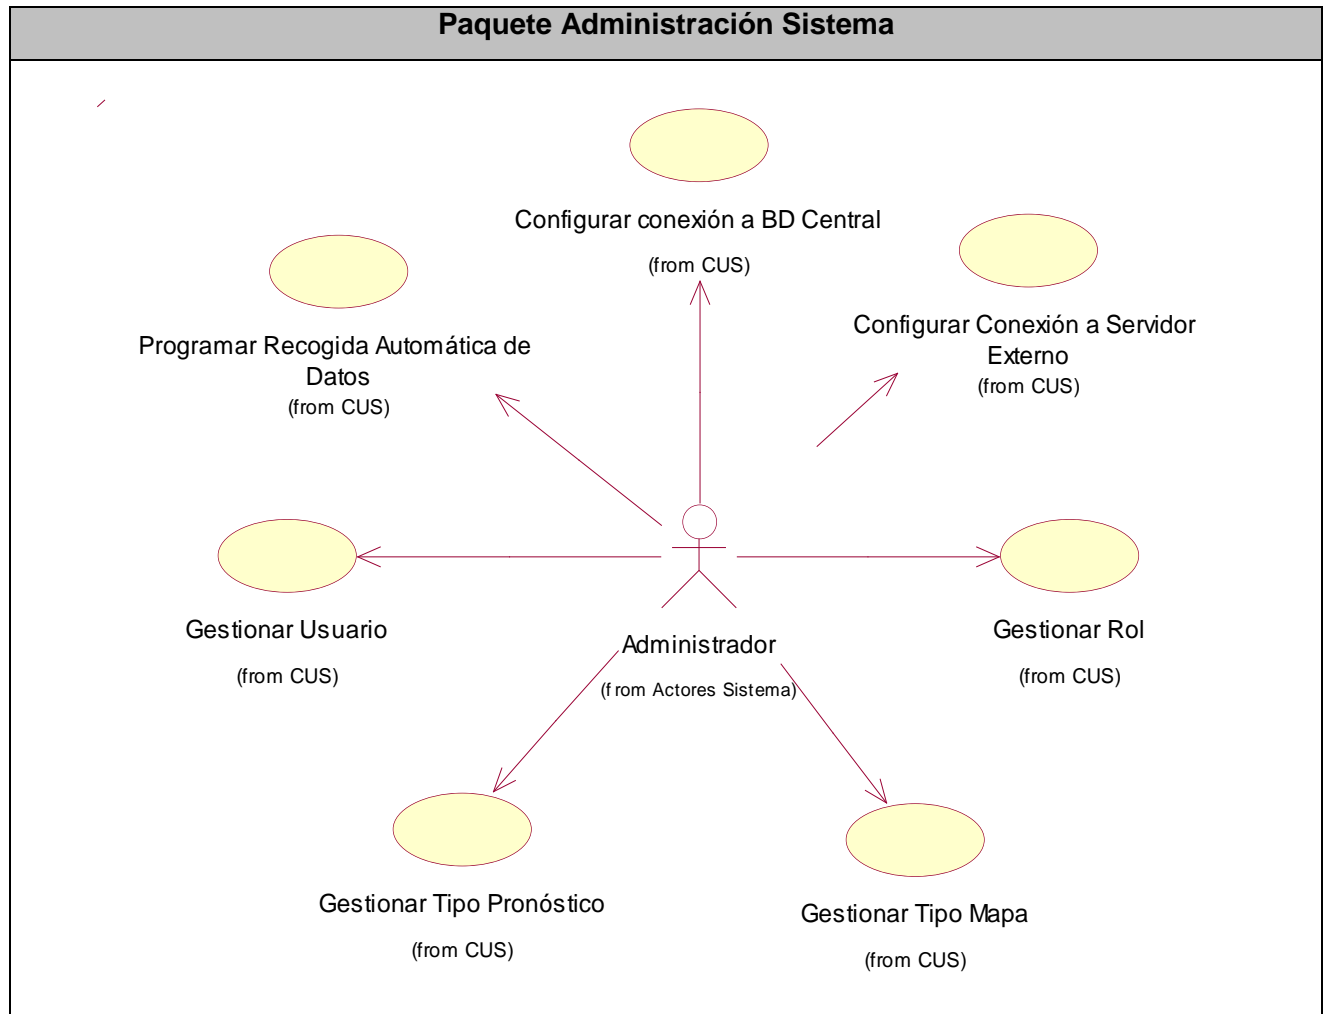 Paquete Administración Sistema
Configurar conexión a BD Central
(from CUS)
Configurar Conexión a Servidor
Externo
(from CUS)
Programar Recogida Automática de
Datos
(from CUS)
Gestionar Usuario
(from CUS)
Administrador
(from Actores Sistema)
Gestionar Rol
(from CUS)
Gestionar Tipo Pronóstico
(from CUS)
Gestionar Tipo Mapa
(from CUS)